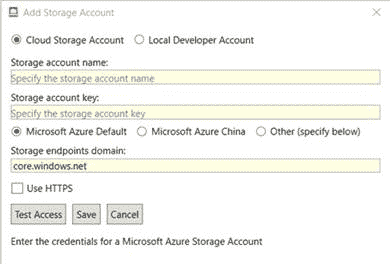 Add Storage Account
Cloud Storage Account Local Developer Account
Storage account name:
Specify the storage account name
Storage account key:
Specify the storage account key
Microsoft Azure Default Microsoft Azure China Other (specify below)
Storage endpoints domain:
core.windows.net
Use HTTPS
Test Access Save Cancel
Enter the credentials for a Microsoft Azure Storage Account